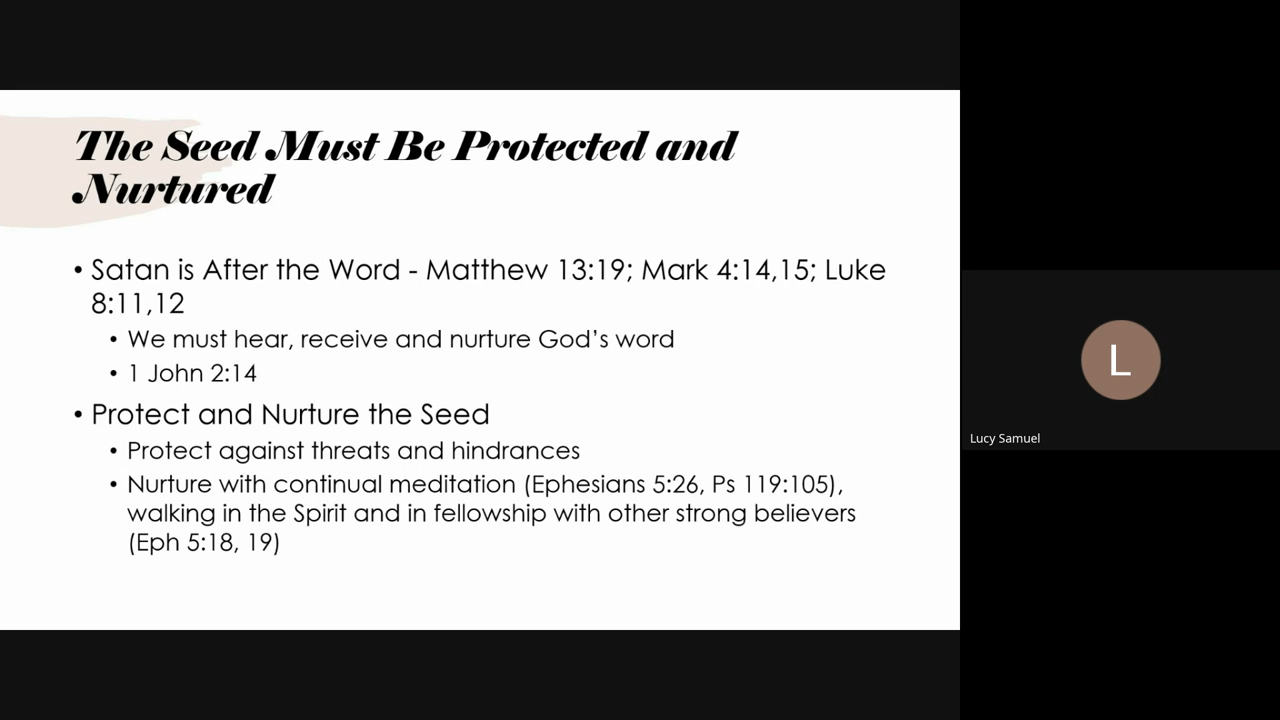 The Seed Must Be Protected and
Nurtured
• Satan is After the Word - Matthew 13:19; Mark 4:14,15; Luke
8:11,12
• We must hear, receive and nurture God’s word
• 1 John 2:14
• Protect and Nurture the Seed
• Protect against threats and hindrances
• Nurture with continual meditation (Ephesians 5:26, Ps 119:105),
walking in the Spirit and in fellowship with other strong believers
(Eph 5:18, 19)
L
Lucy Samuel